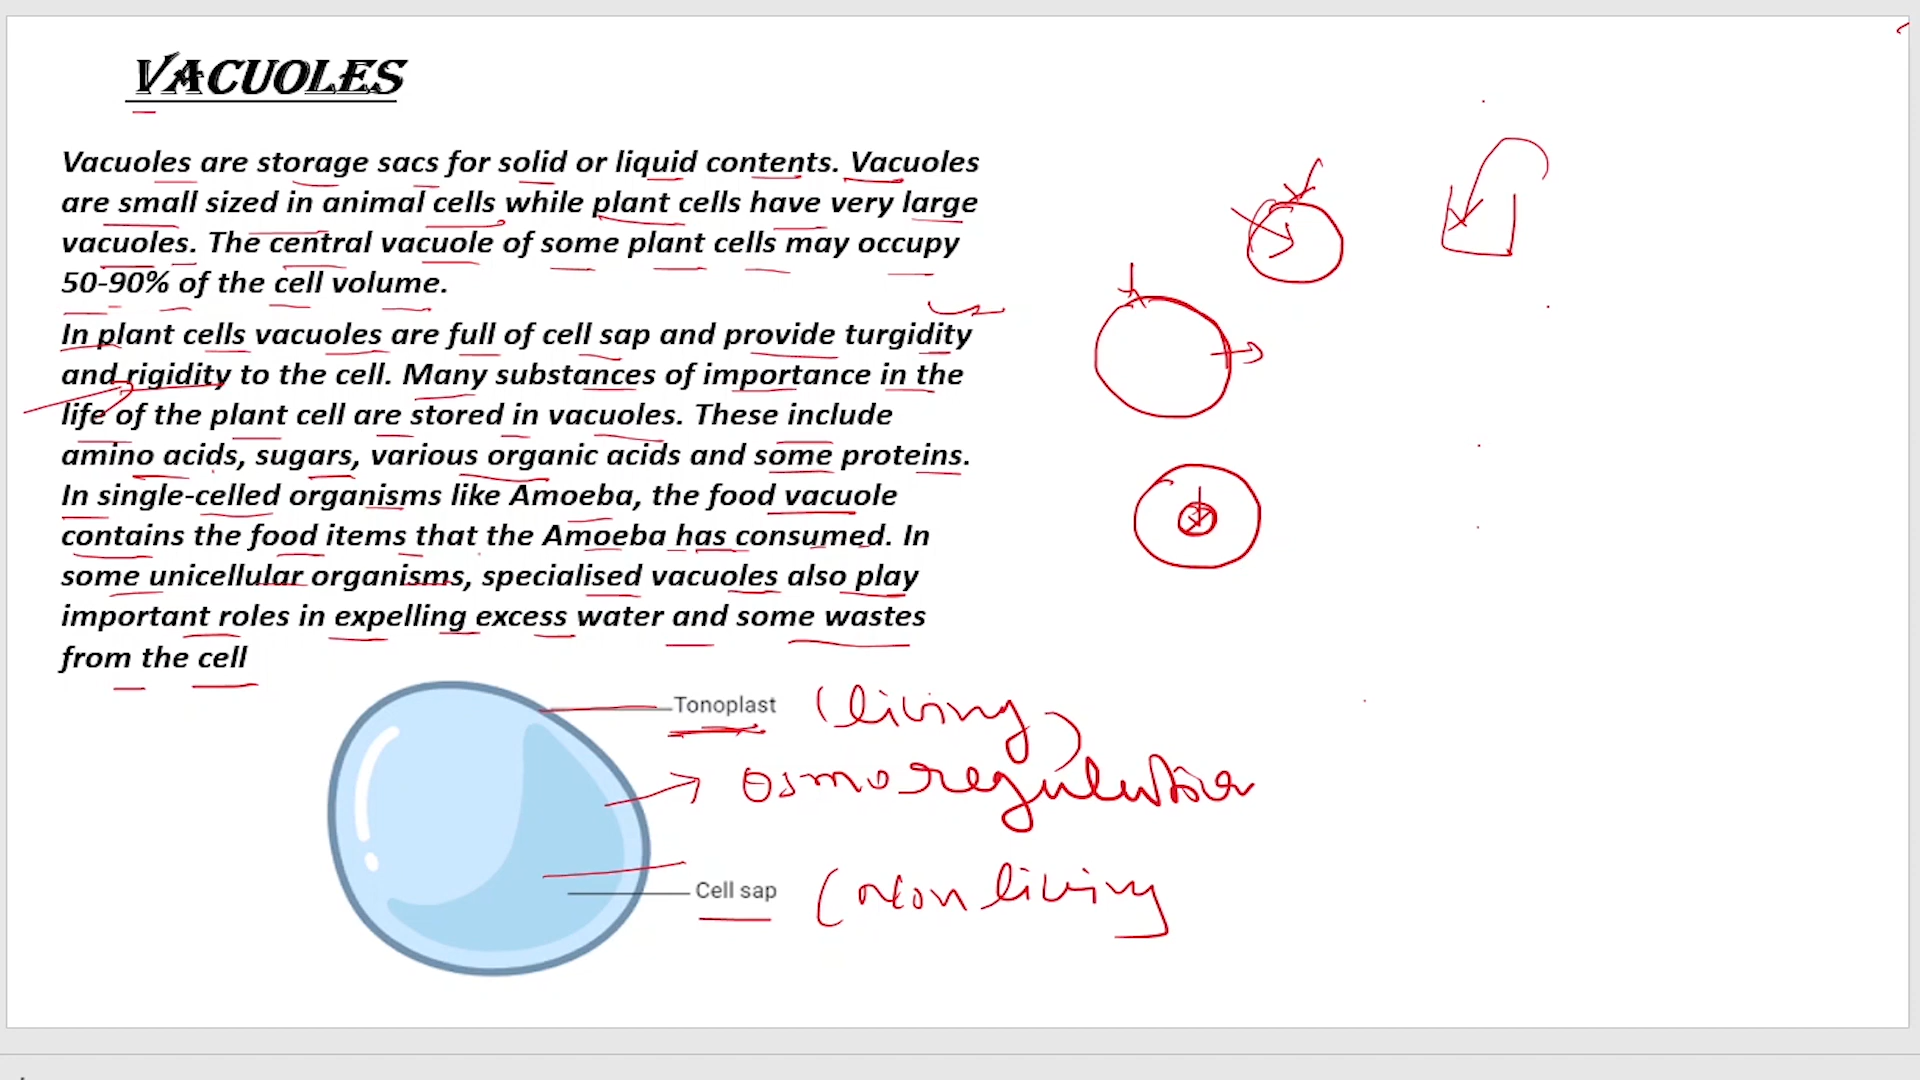 VACUOLES
Vacuoles are storage sacs for solid or liquid contents. Vacuoles
are small sized in animal cells while plant cells have very large
vacuoles. The central vacuole of some plant cells may occupy
50-90% of the cell volume.
In plant cells vacuoles are full of cell sap and provide turgidity
and rigidity to the cell. Many substances of importance in the
life of the plant cell are stored in vacuoles. These include
amino acids, sugars, various organic acids and some proteins.
In single-celled organisms like Amoeba, the food vacuole
contains the food items that the Amoeba has consumed. In
some unicellular organisms, specialised vacuoles also play
important roles in expelling excess water and some wastes
from the cell
Tonoplast (living)
osmoregulation
Cell sap (non living